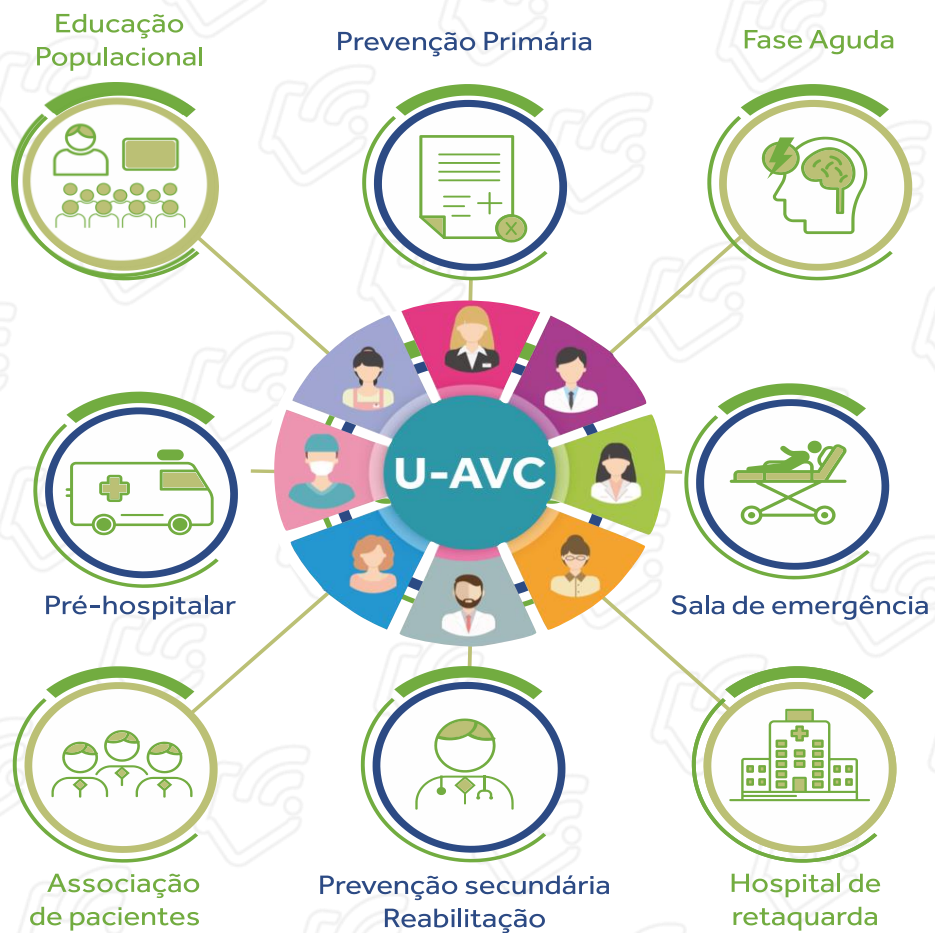 Educação
Populacional
Prevenção Primária
Fase Aguda
X
U-AVC
Pré-hospitalar
Sala de emergência
Associação
de pacientes
Prevenção secundária
Reabilitação
Hospital de
retaquarda